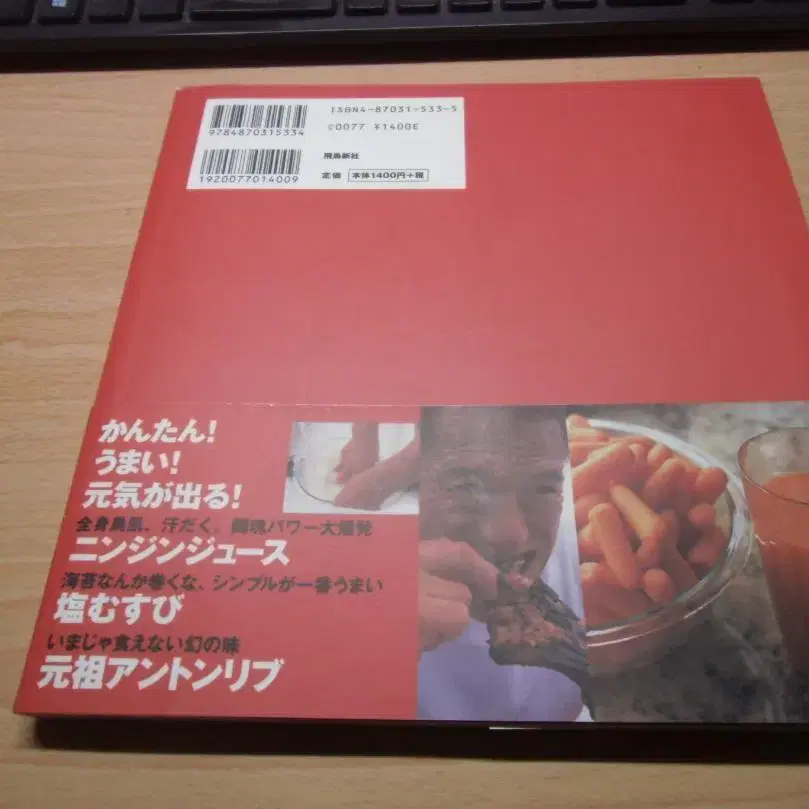 ISBN4-87031-533-5
C0077 ¥1400E
9784870315334
飛鳥新社
定価 本体1400円+税
1920077014009
かんたん!
うまい!
元気が出る!
全身鳥肌、汗だく。闘魂パワー大爆発
ニンジンジュース
海苔なんか巻くな、シンプルが一番うまい
塩むすび
いまじゃ食えない幻の味
元祖アントンリブ